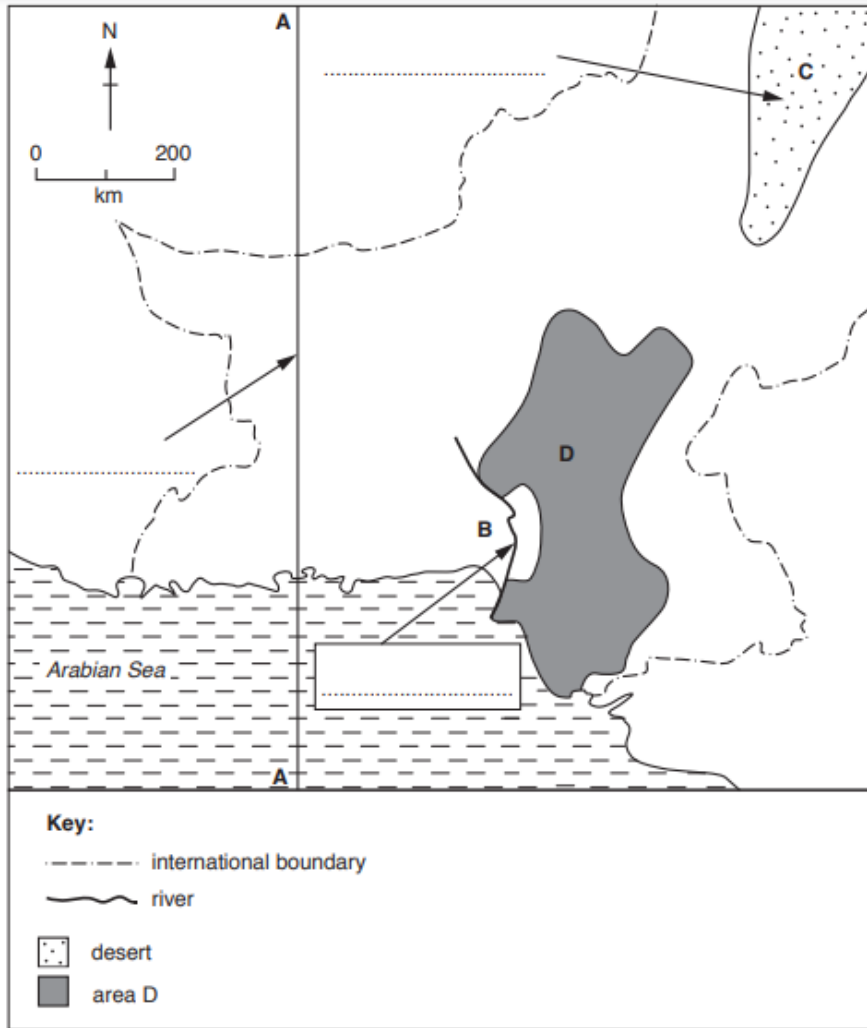 A
N
C
0 200
km
D
B
Arabian Sea
A
Key:
international boundary
river
desert
area D